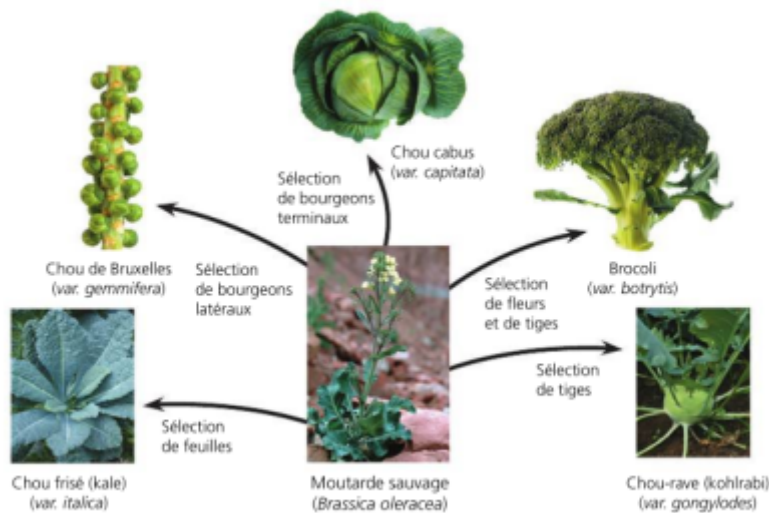 Chou cabus
(var. capitata)
Sélection
de bourgeons
terminaux
Chou de Bruxelles
(var. gemmifera)
Sélection
de bourgeons
latéraux
Brocoli
(var. botrytis)
Sélection
de fleurs
et de tiges
Sélection
de tiges
Sélection
de feuilles
Chou frisé (kale)
(var. italica)
Moutarde sauvage
(Brassica oleracea)
Chou-rave (kohlrabi)
(var. gongylodes)